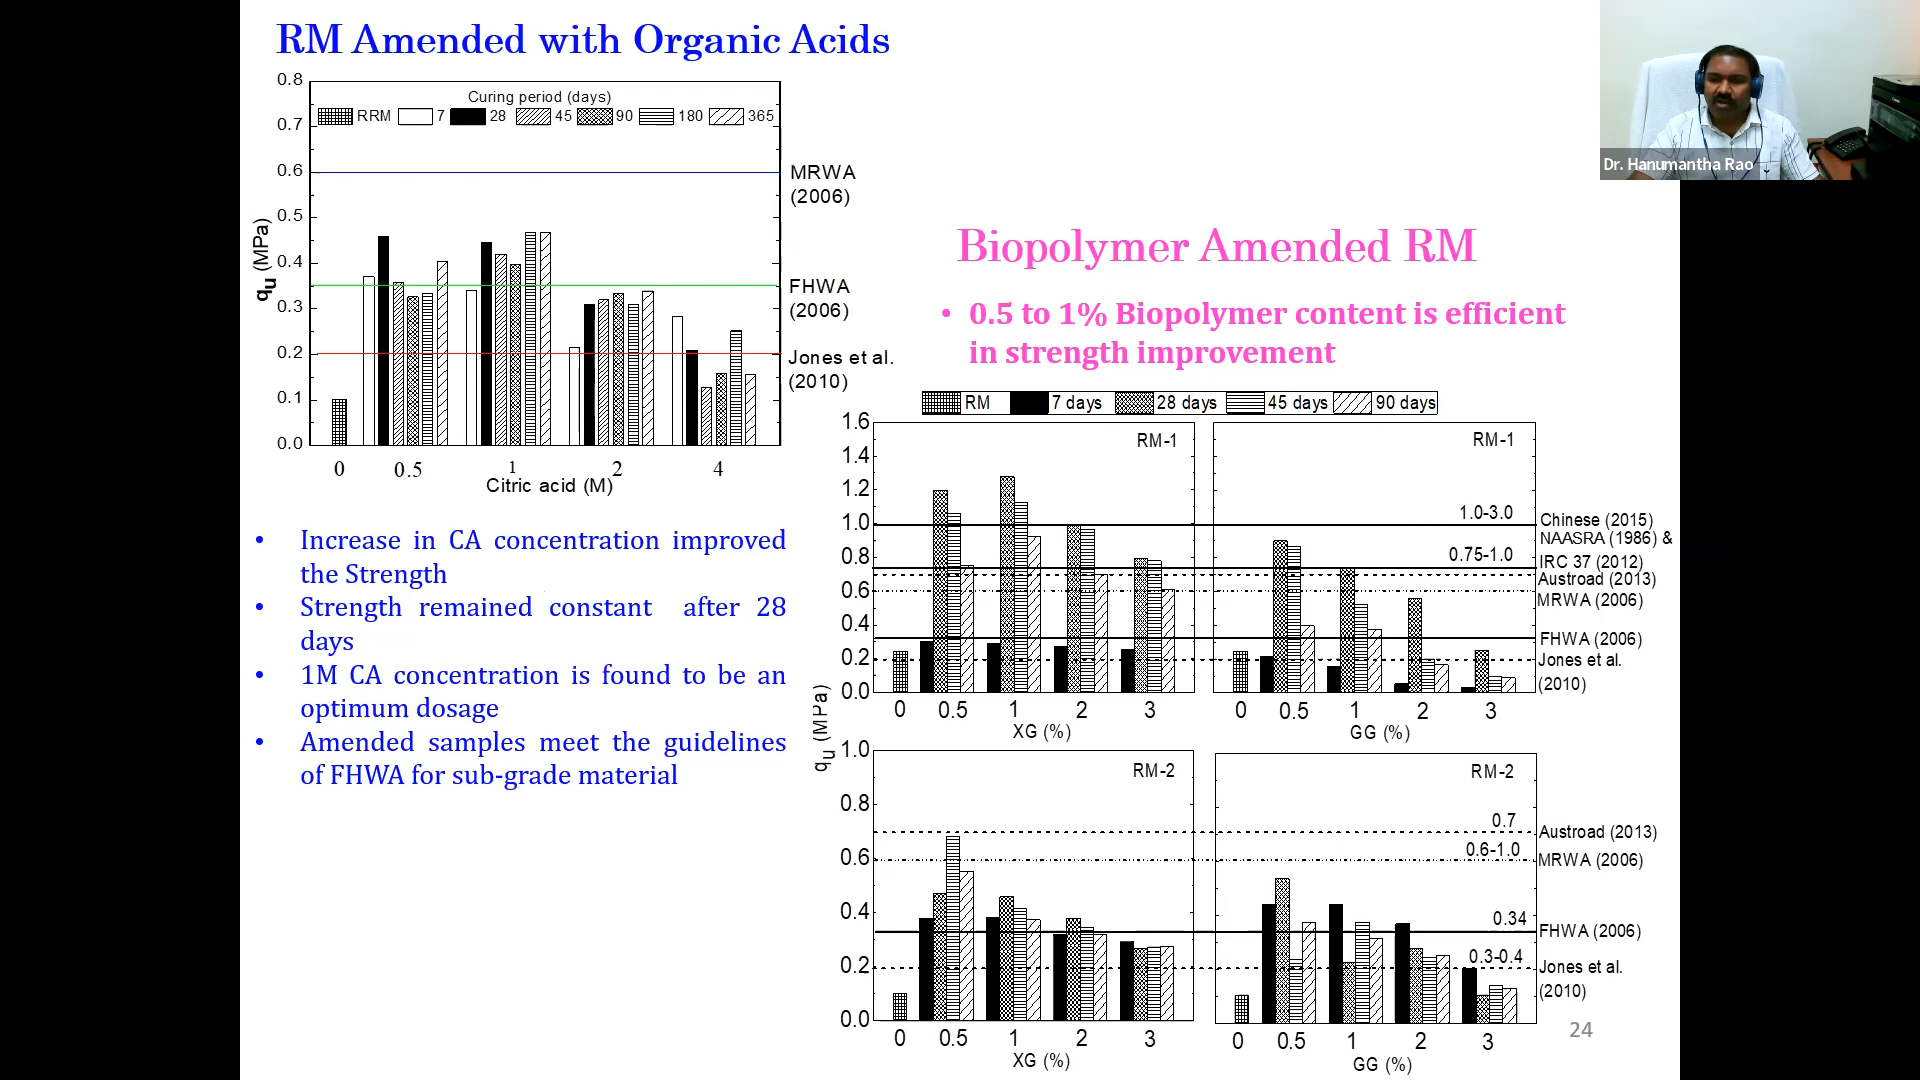 RM Amended with Organic Acids
0.8
0.7
0.6
0.5
0.4
0.3
0.2
0.1
0.0
qu (MPa)
Curing period (days)
RRM 7 28 45 90 180 365
MRWA
(2006)
FHWA
(2006)
Jones et al.
(2010)
0 0.5 1 2 4
Citric acid (M)
• Increase in CA concentration improved
the Strength
• Strength remained constant after 28
days
• 1M CA concentration is found to be an
optimum dosage
• Amended samples meet the guidelines
of FHWA for sub-grade material
Dr. Hanumantha Rao
Biopolymer Amended RM
• 0.5 to 1% Biopolymer content is efficient
in strength improvement
RM 7 days 28 days 45 days 90 days
qu (MPa)
1.6
1.4
1.2
1.0
0.8
0.6
0.4
0.2
0.0
RM-1
0 0.5 1 2 3
XG (%)
RM-1
1.0-3.0
0.75-1.0
0 0.5 1 2 3
GG (%)
Chinese (2015)
NAASRA (1986) &
IRC 37 (2012)
Austroad (2013)
MRWA (2006)
FHWA (2006)
Jones et al.
(2010)
1.0
0.8
0.6
0.4
0.2
0.0
RM-2
0 0.5 1 2 3
XG (%)
RM-2
0.7
0.6-1.0
0.34
0.3-0.4
0 0.5 1 2 3
GG (%)
Austroad (2013)
MRWA (2006)
FHWA (2006)
Jones et al.
(2010)
24